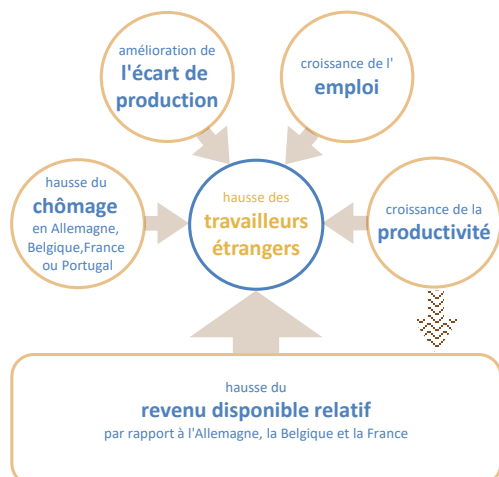 amélioration de
l'écart de
production
croissance de l'
emploi
hausse du
chômage
en Allemagne,
Belgique,France
ou Portugal
hausse des
travailleurs
étrangers
croissance de la
productivité
hausse du
revenu disponible relatif
par rapport à l'Allemagne, la Belgique et la France